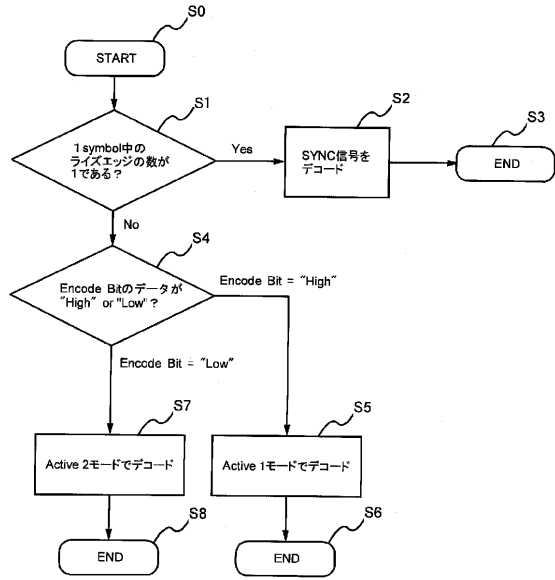 S0
START
S1
1 symbol中の
ライズエッジの数が
1である？
Yes
S2
SYNC信号を
デコード
S3
END
No
S4
Encode Bitのデータが
"High" or "Low"？
Encode Bit = "High"
Encode Bit = "Low"
S7
Active 2モードでデコード
S5
Active 1モードでデコード
S8
END
S6
END